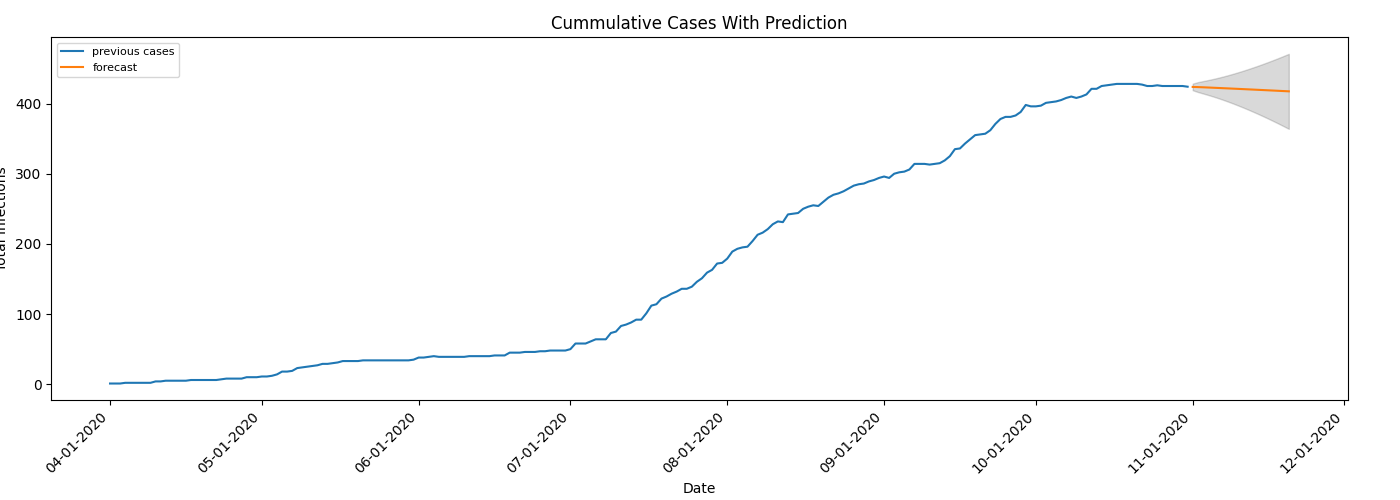 Cummulative Cases With Prediction
previous cases
forecast
400
300
200
100
0
Total Infections
04-01-2020
05-01-2020
06-01-2020
07-01-2020
08-01-2020
09-01-2020
10-01-2020
11-01-2020
12-01-2020
Date